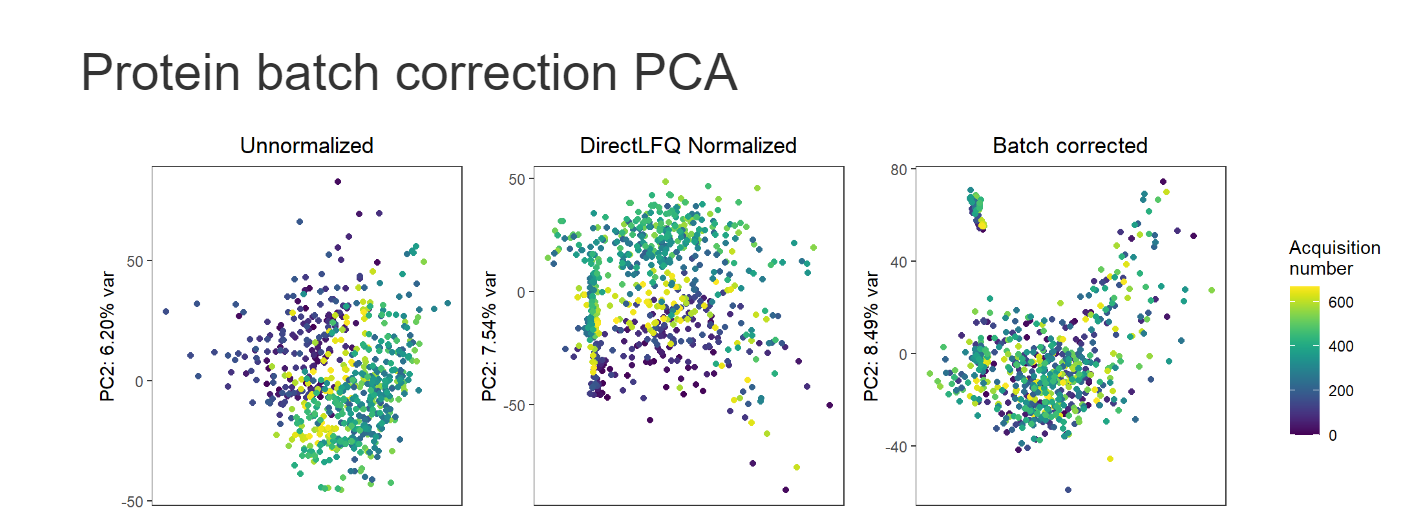 Protein batch correction PCA
Unnormalized
DirectLFQ Normalized
Batch corrected
PC2: 6.20% var
50
0
-50
PC2: 7.54% var
50
0
-50
PC2: 8.49% var
80
40
0
-40
Acquisition
number
600
400
200
0